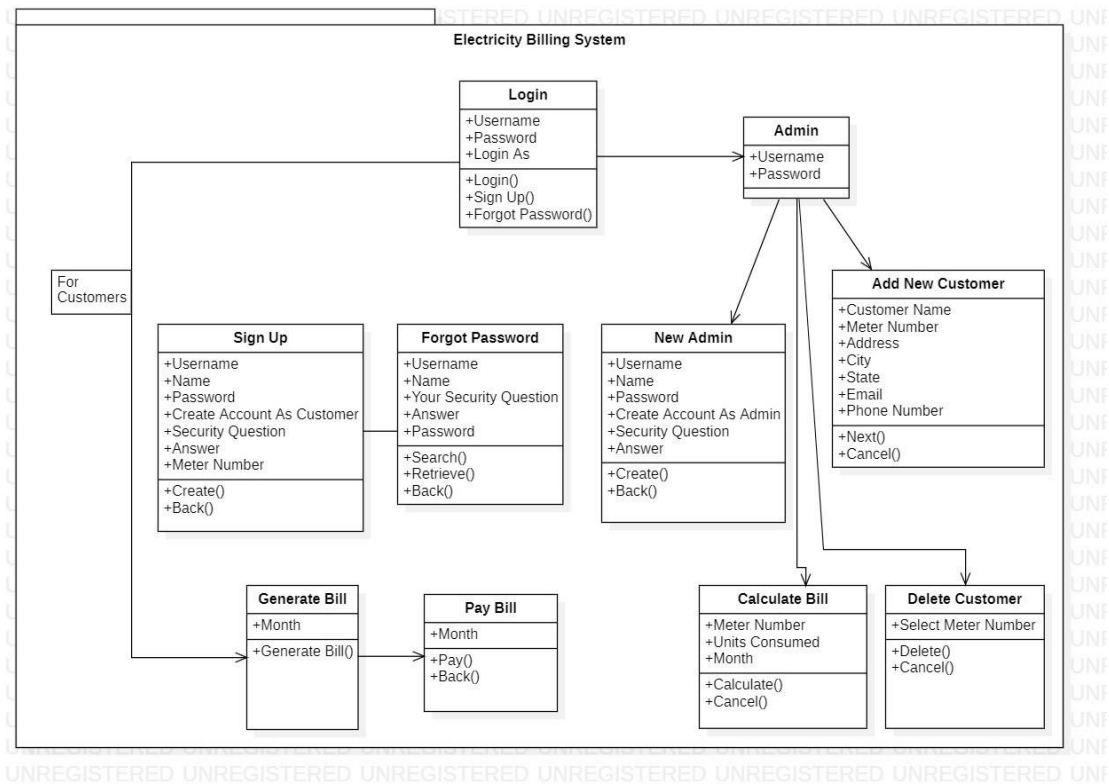 Electricity Billing System
Login
+Username
+Password
+Login As
+Login()
+Sign Up()
+Forgot Password()
Admin
+Username
+Password
For
Customers
Add New Customer
+Customer Name
+Meter Number
+Address
+City
+State
+Email
+Phone Number
+Next()
+Cancel()
Sign Up
+Username
+Name
+Password
+Create Account As Customer
+Security Question
+Answer
+Meter Number
+Create()
+Back()
Forgot Password
+Username
+Name
+Your Security Question
+Answer
+Password
+Search()
+Retrieve()
+Back()
New Admin
+Username
+Name
+Password
+Create Account As Admin
+Security Question
+Answer
+Create()
+Back()
Generate Bill
+Month
+Generate Bill()
Pay Bill
+Month
+Pay()
+Back()
Calculate Bill
+Meter Number
+Units Consumed
+Month
+Calculate()
+Cancel()
Delete Customer
+Select Meter Number
+Delete()
+Cancel()
UNREGISTERED UNREGISTERED UNREGISTERED UNREGISTERED UNREGISTERED UNREGISTERED UNR